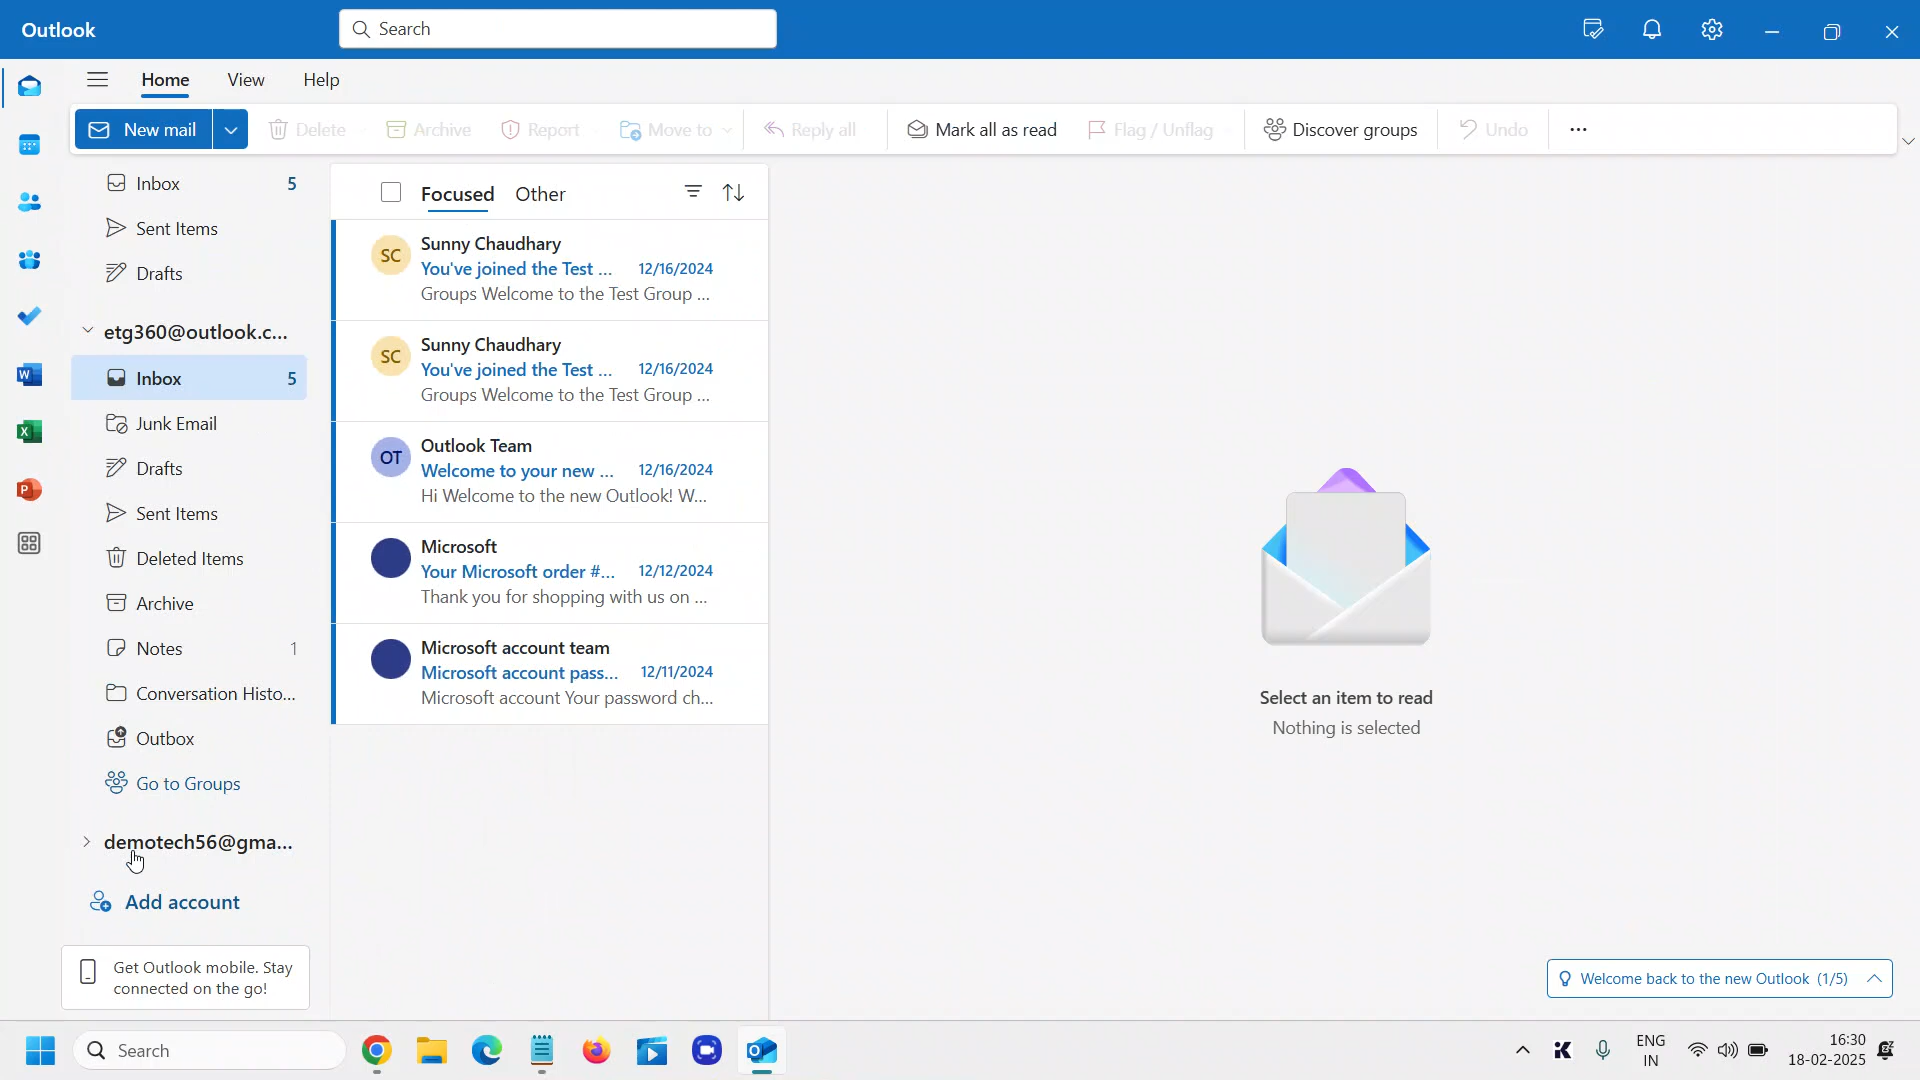 Outlook
Search
Home
View
Help
New mail
Delete
Archive
Report
Move to
Reply all
Mark all as read
Flag / Unflag
Discover groups
Undo
Inbox 5
Sent Items
Drafts
etg360@outlook.c...
Inbox 5
Junk Email
Drafts
Sent Items
Deleted Items
Archive
Notes 1
Conversation Histo...
Outbox
Go to Groups
demotech56@gma...
Add account
Get Outlook mobile. Stay
connected on the go!
Focused Other
SC
Sunny Chaudhary
You've joined the Test ... 12/16/2024
Groups Welcome to the Test Group ...
SC
Sunny Chaudhary
You've joined the Test ... 12/16/2024
Groups Welcome to the Test Group ...
OT
Outlook Team
Welcome to your new ... 12/16/2024
Hi Welcome to the new Outlook! W...
Microsoft
Your Microsoft order #... 12/12/2024
Thank you for shopping with us on ...
Microsoft account team
Microsoft account pass... 12/11/2024
Microsoft account Your password ch...
Select an item to read
Nothing is selected
Welcome back to the new Outlook (1/5)
Search
ENG
IN
16:30
18-02-2025